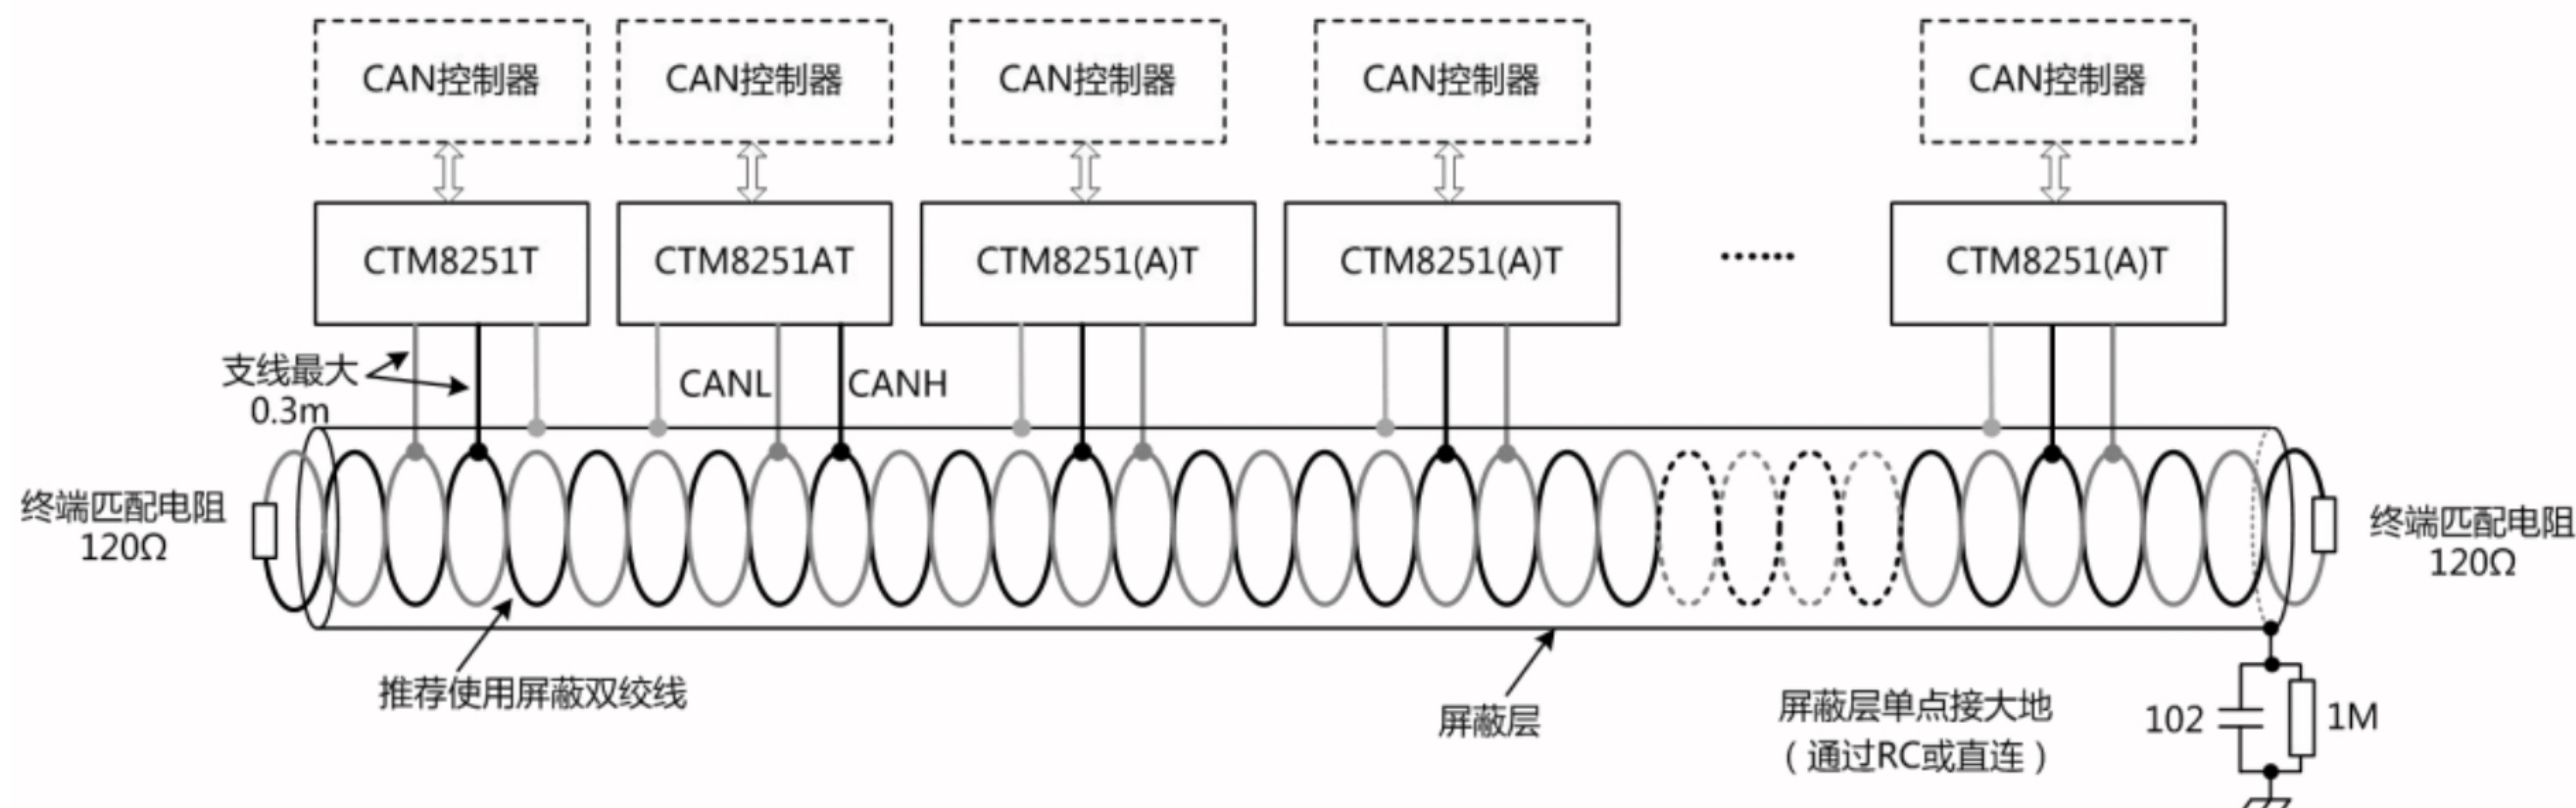 CAN控制器
CAN控制器
CAN控制器
CAN控制器
CAN控制器
CTM8251T
CTM8251AT
CTM8251(A)T
CTM8251(A)T
······
CTM8251(A)T
支线最大
0.3m
CANL
CANH
终端匹配电阻
120Ω
终端匹配电阻
120Ω
推荐使用屏蔽双绞线
屏蔽层
屏蔽层单点接大地
（通过RC或直连）
102
1M